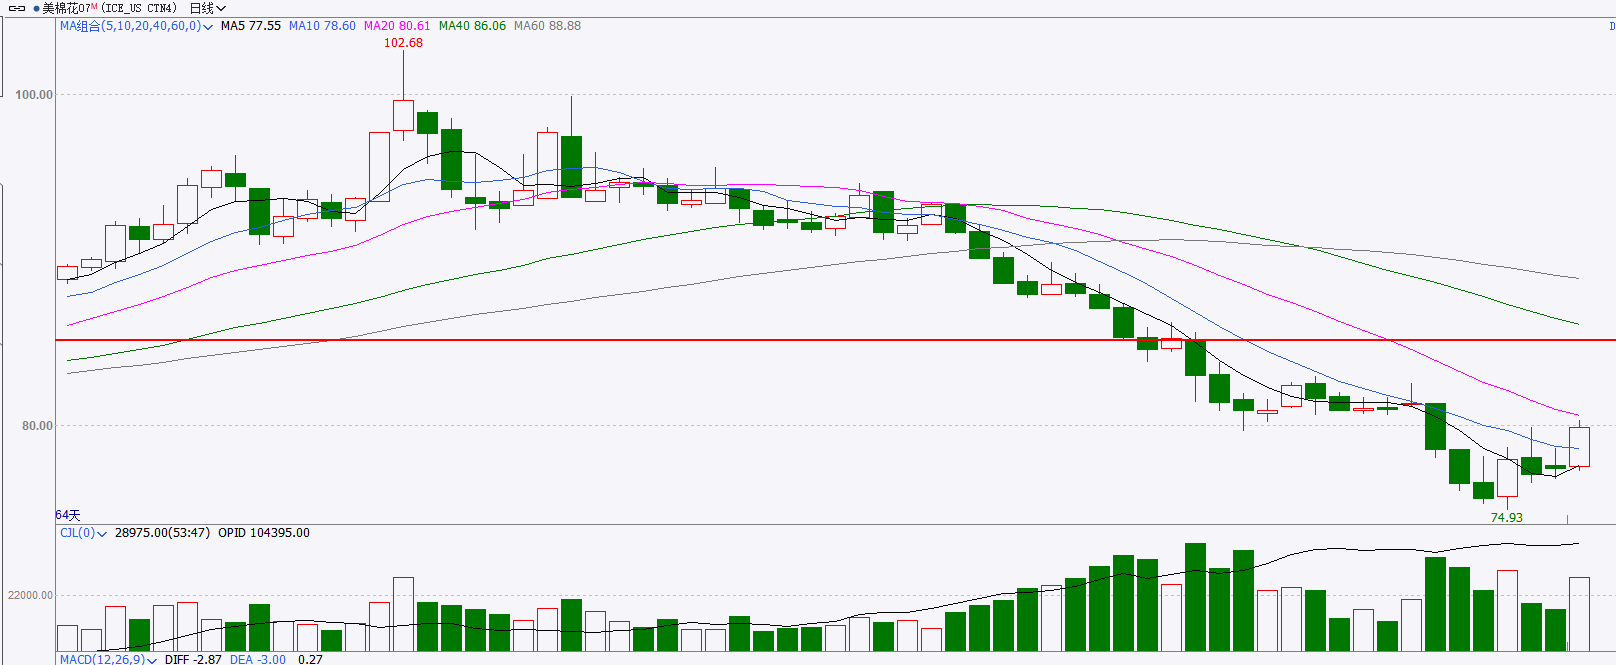 美棉花07M (ICE_US CTN4) 日线
MA组合(5,10,20,40,60,0) MA5 77.55 MA10 78.60 MA20 80.61 MA40 86.06 MA60 88.88
102.68
100.00
80.00
74.93
64天
CJL(0) 28975.00(53:47) OPID 104395.00
22000.00
MACD(12,26,9) DIFF -2.87 DEA -3.00 0.27